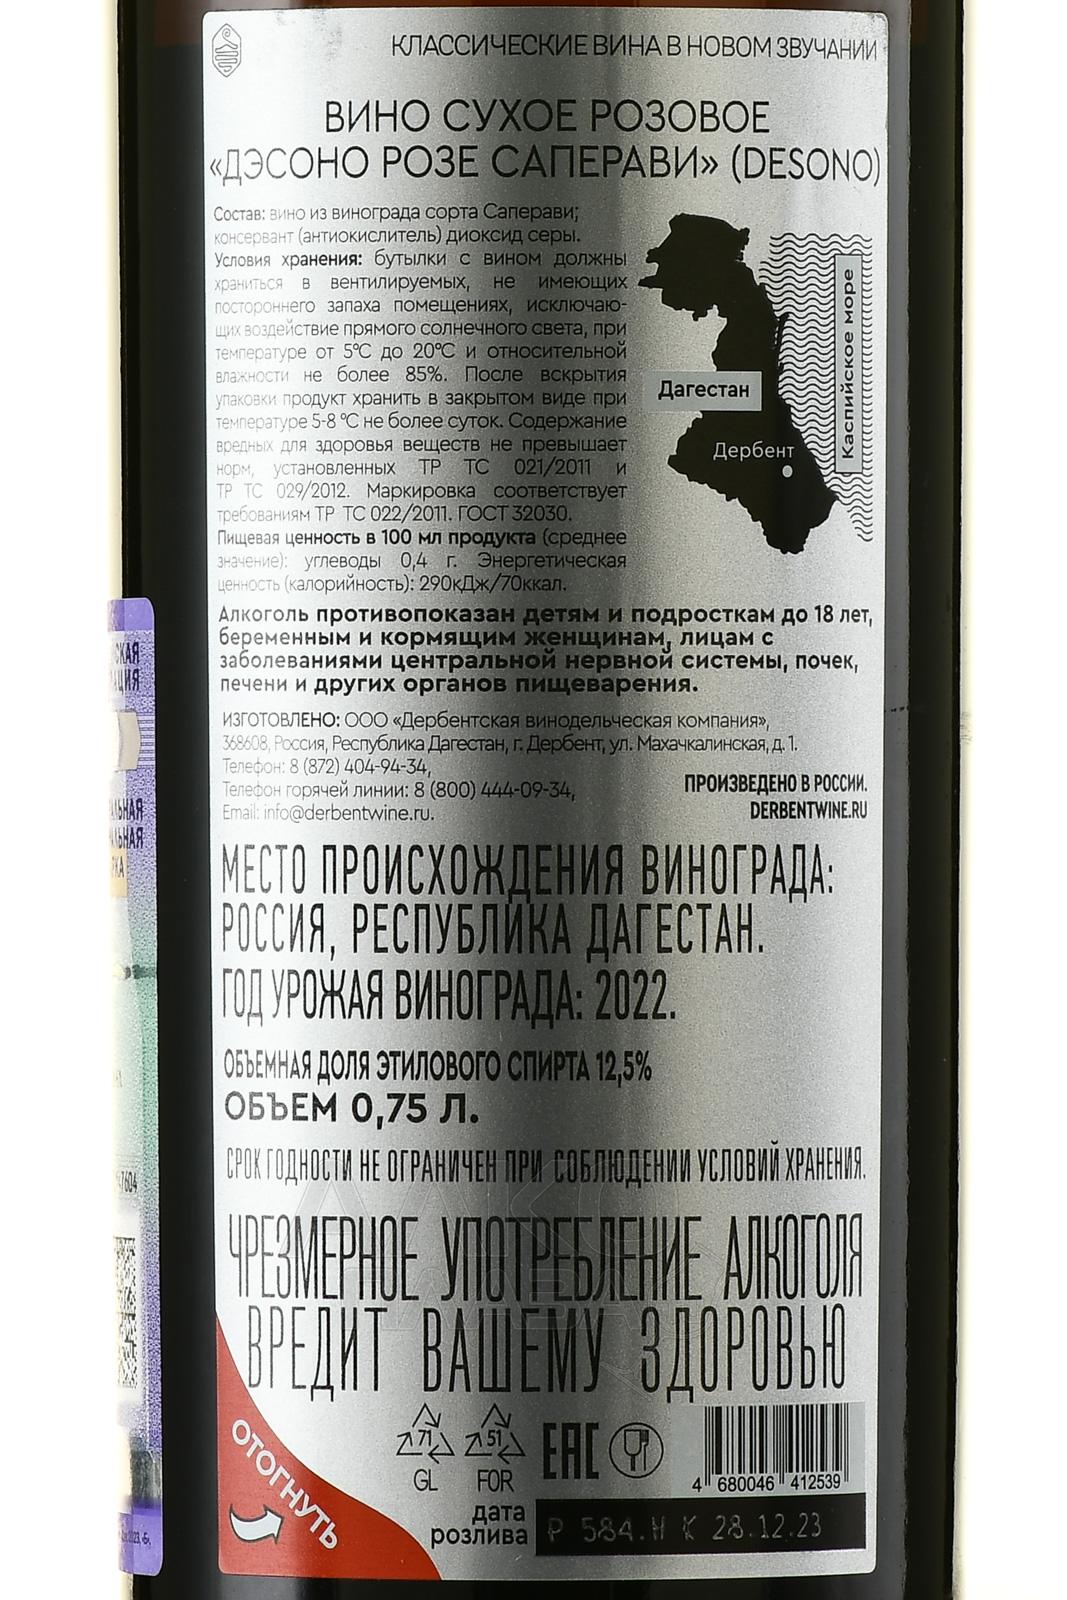 КЛАССИЧЕСКИЕ ВИНА В НОВОМ ЗВУЧАНИИ
ВИНО СУХОЕ РОЗОВОЕ
«ДЭСОНО РОЗЕ САПЕРАВИ» (DESONO)
Состав: вино из винограда сорта Саперави;
консервант (антиокислитель) диоксид серы.
Условия хранения: бутылки с вином должны
храниться в вентилируемых, не имеющих
постороннего запаха помещениях, исключаю-
щих воздействие прямого солнечного света, при
температуре от 5°С до 20°С и относительной
влажности не более 85%. После вскрытия
упаковки продукт хранить в закрытом виде при
температуре 5-8 °С не более суток. Содержание
вредных для здоровья веществ не превышает
норм, установленных ТР ТС 021/2011 и
ТР ТС 029/2012. Маркировка соответствует
требованиям ТР ТС 022/2011. ГОСТ 32030.
Пищевая ценность в 100 мл продукта (среднее
значение): углеводы 0,4 г. Энергетическая
ценность (калорийность): 290кДж/70ккал.
Каспийское море
Дагестан
Дербент
Алкоголь противопоказан детям и подросткам до 18 лет,
беременным и кормящим женщинам, лицам с
заболеваниями центральной нервной системы, почек,
печени и других органов пищеварения.
ИЗГОТОВЛЕНО: ООО «Дербентская винодельческая компания»,
368608, Россия, Республика Дагестан, г. Дербент, ул. Махачкалинская, д. 1.
Телефон: 8 (872) 404-94-34,
Телефон горячей линии: 8 (800) 444-09-34,
Email: info@derbentwine.ru.
ПРОИЗВЕДЕНО В РОССИИ.
DERBENTWINE.RU
МЕСТО ПРОИСХОЖДЕНИЯ ВИНОГРАДА:
РОССИЯ, РЕСПУБЛИКА ДАГЕСТАН.
ГОД УРОЖАЯ ВИНОГРАДА: 2022.
ОБЪЕМНАЯ ДОЛЯ ЭТИЛОВОГО СПИРТА 12,5%
ОБЪЕМ 0,75 Л.
СРОК ГОДНОСТИ НЕ ОГРАНИЧЕН ПРИ СОБЛЮДЕНИИ УСЛОВИЙ ХРАНЕНИЯ.
ЧРЕЗМЕРНОЕ УПОТРЕБЛЕНИЕ АЛКОГОЛЯ
ВРЕДИТ ВАШЕМУ ЗДОРОВЬЮ
ОТОГНУТЬ
71
GL
51
FOR
EAC
4 680046 412539
дата
розлива
Р 584.Н К 28.12.23